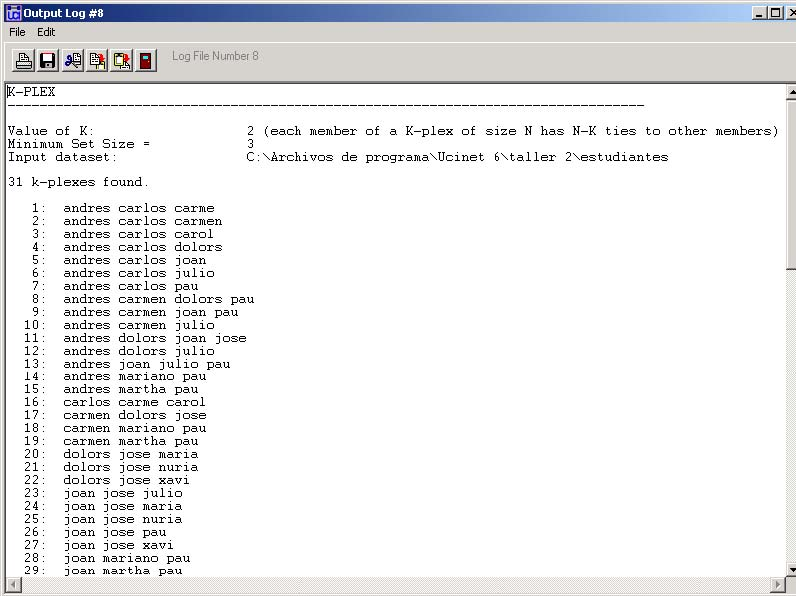 Output Log #8
File Edit
Log File Number 8
K-PLEX
--------------------------------------------------------------------------------
Value of K: 2 (each member of a K-plex of size N has N-K ties to other members)
Minimum Set Size = 3
Input dataset: C:\Archivos de programa\Ucinet 6\taller 2\estudiantes
31 k-plexes found.
1: andres carlos carme
2: andres carlos carmen
3: andres carlos carol
4: andres carlos dolors
5: andres carlos joan
6: andres carlos julio
7: andres carlos pau
8: andres carmen dolors pau
9: andres carmen joan pau
10: andres carmen julio
11: andres dolors joan jose
12: andres dolors julio
13: andres joan julio pau
14: andres mariano pau
15: andres martha pau
16: carlos carme carol
17: carmen dolors jose
18: carmen mariano pau
19: carmen martha pau
20: dolors jose maria
21: dolors jose nuria
22: dolors jose xavi
23: joan jose julio
24: joan jose maria
25: joan jose nuria
26: joan jose pau
27: joan jose xavi
28: joan mariano pau
29: joan martha pau